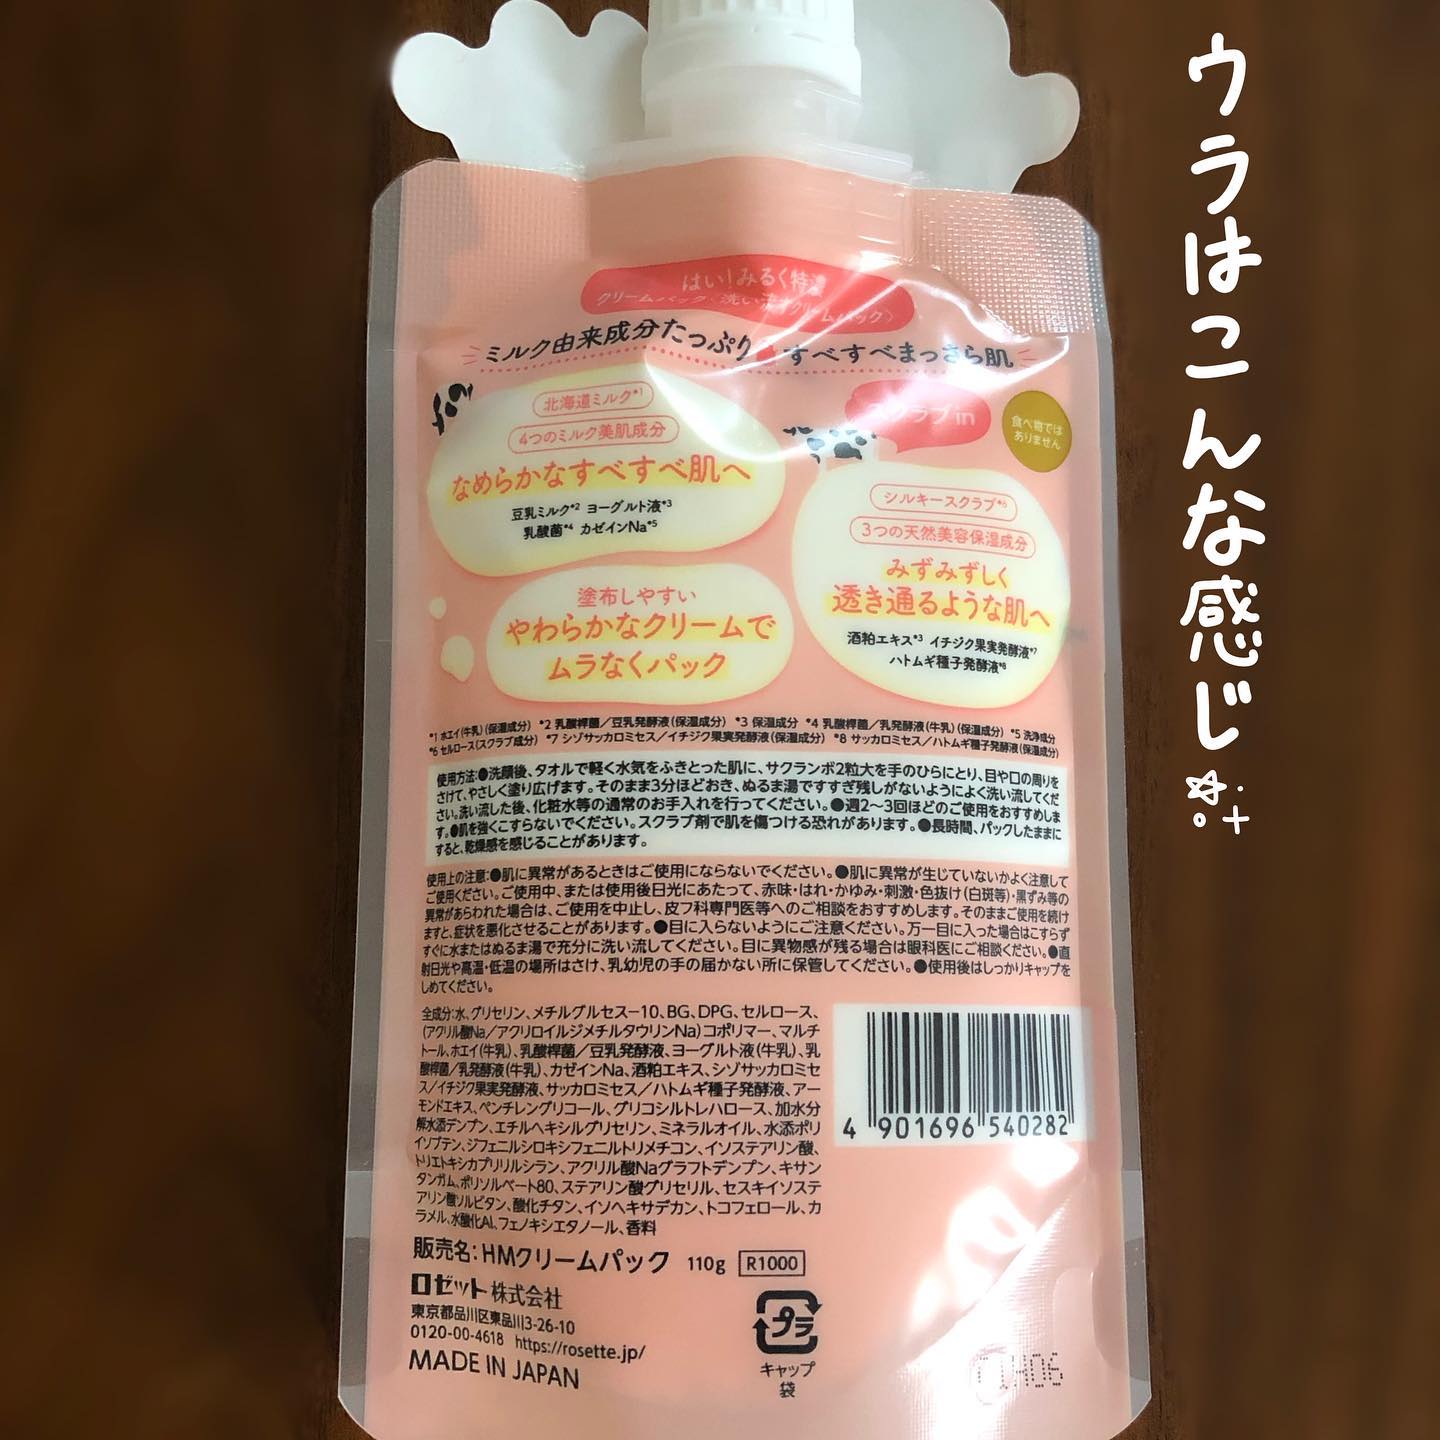 ウラはこんな感じ
はい!みるく特濃
クリームパック〈洗い流すクリームパック〉
ミルク由来成分たっぷり すべすべまっさら肌
北海道ミルク*1
4つのミルク美肌成分
なめらかなすべすべ肌へ
豆乳ミルク*2 ヨーグルト液*3
乳酸菌*4 カゼインNa*5
スクラブin
食べ物では
ありません
シルキースクラブ*6
3つの天然美容保湿成分
みずみずしく
透き通るような肌へ
酒粕エキス*3 イチジク果実発酵液*7
ハトムギ種子発酵液*8
塗布しやすい
やわらかなクリームで
ムラなくパック
*1 ホエイ(牛乳)(保湿成分) *2 乳酸桿菌/豆乳発酵液(保湿成分) *3 保湿成分 *4 乳酸桿菌/乳発酵液(牛乳)(保湿成分) *5 洗浄成分
*6 セルロース(スクラブ成分) *7 シゾサッカロミセス/イチジク果実発酵液(保湿成分) *8 サッカロミセス/ハトムギ種子発酵液(保湿成分)
使用方法:●洗顔後、タオルで軽く水気をふきとった肌に、サクランボ2粒大を手のひらにとり、目や口の周りを
さけて、やさしく塗り広げます。そのまま3分ほどおき、ぬるま湯ですすぎ残しがないようによく洗い流してくだ
さい。洗い流した後、化粧水等の通常のお手入れを行ってください。●週2〜3回ほどのご使用をおすすめしま
す。●肌を強くこすらないでください。スクラブ剤で肌を傷つける恐れがあります。●長時間、パックしたままに
すると、乾燥感を感じることがあります。
使用上の注意:●肌に異常があるときはご使用にならないでください。●肌に異常が生じていないかよく注意して
ご使用ください。ご使用中、または使用後日光にあたって、赤味・はれ・かゆみ・刺激・色抜け(白斑等)・黒ずみ等の
異常があらわれた場合は、ご使用を中止し、皮フ科専門医等へのご相談をおすすめします。そのままご使用を続け
ますと、症状を悪化させることがあります。●目に入らないようにご注意ください。万一目に入った場合はこすらず
すぐに水またはぬるま湯で充分に洗い流してください。目に異物感が残る場合は眼科医にご相談ください。●直
射日光や高温・低温の場所はさけ、乳幼児の手の届かない所に保管してください。●使用後はしっかりキャップを
しめてください。
全成分:水、グリセリン、メチルグルセス-10、BG、DPG、セルロース、
(アクリル酸Na/アクリロイルジメチルタウリンNa)コポリマー、マルチ
トール、ホエイ(牛乳)、乳酸桿菌/豆乳発酵液、ヨーグルト液(牛乳)、乳
酸桿菌/乳発酵液(牛乳)、カゼインNa、酒粕エキス、シゾサッカロミセ
ス/イチジク果実発酵液、サッカロミセス/ハトムギ種子発酵液、アー
モンドエキス、ペンチレングリコール、グリコシルトレハロース、加水分
解水添デンプン、エチルヘキシルグリセリン、ミネラルオイル、水添ポリ
イソブテン、ジフェニルシロキシフェニルトリメチコン、イソステアリン酸、
トリエトキシカプリリルシラン、アクリル酸Naグラフトデンプン、キサン
タンガム、ポリソルベート80、ステアリン酸グリセリル、セスキイソステ
アリン酸ソルビタン、酸化チタン、イソヘキサデカン、トコフェロール、カ
ラメル、水酸化Al、フェノキシエタノール、香料
4 901696 540282
販売名:HMクリームパック 110g R1000
ロゼット株式会社
東京都品川区東品川3-26-10
0120-00-4618 https://rosette.jp/
MADE IN JAPAN
プラ
キャップ
袋